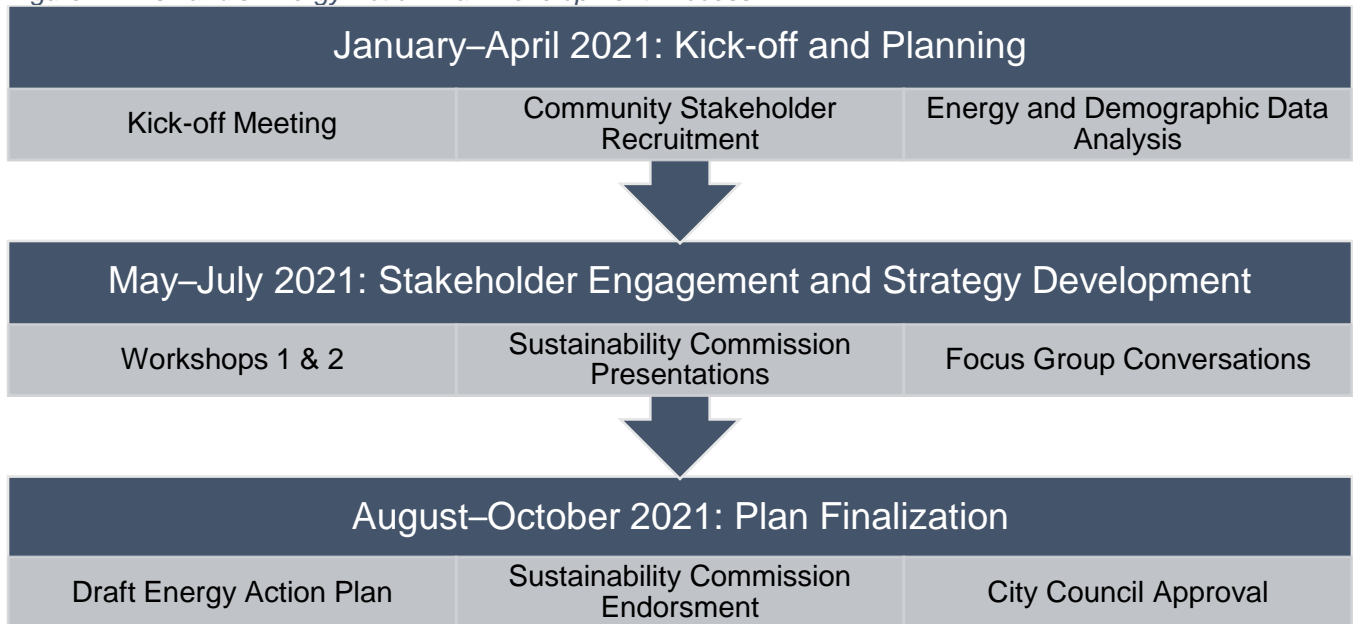 January–April 2021: Kick-off and Planning
Kick-off Meeting
Community Stakeholder
Recruitment
Energy and Demographic Data
Analysis
May–July 2021: Stakeholder Engagement and Strategy Development
Workshops 1 & 2
Sustainability Commission
Presentations
Focus Group Conversations
August–October 2021: Plan Finalization
Draft Energy Action Plan
Sustainability Commission
Endorsment
City Council Approval